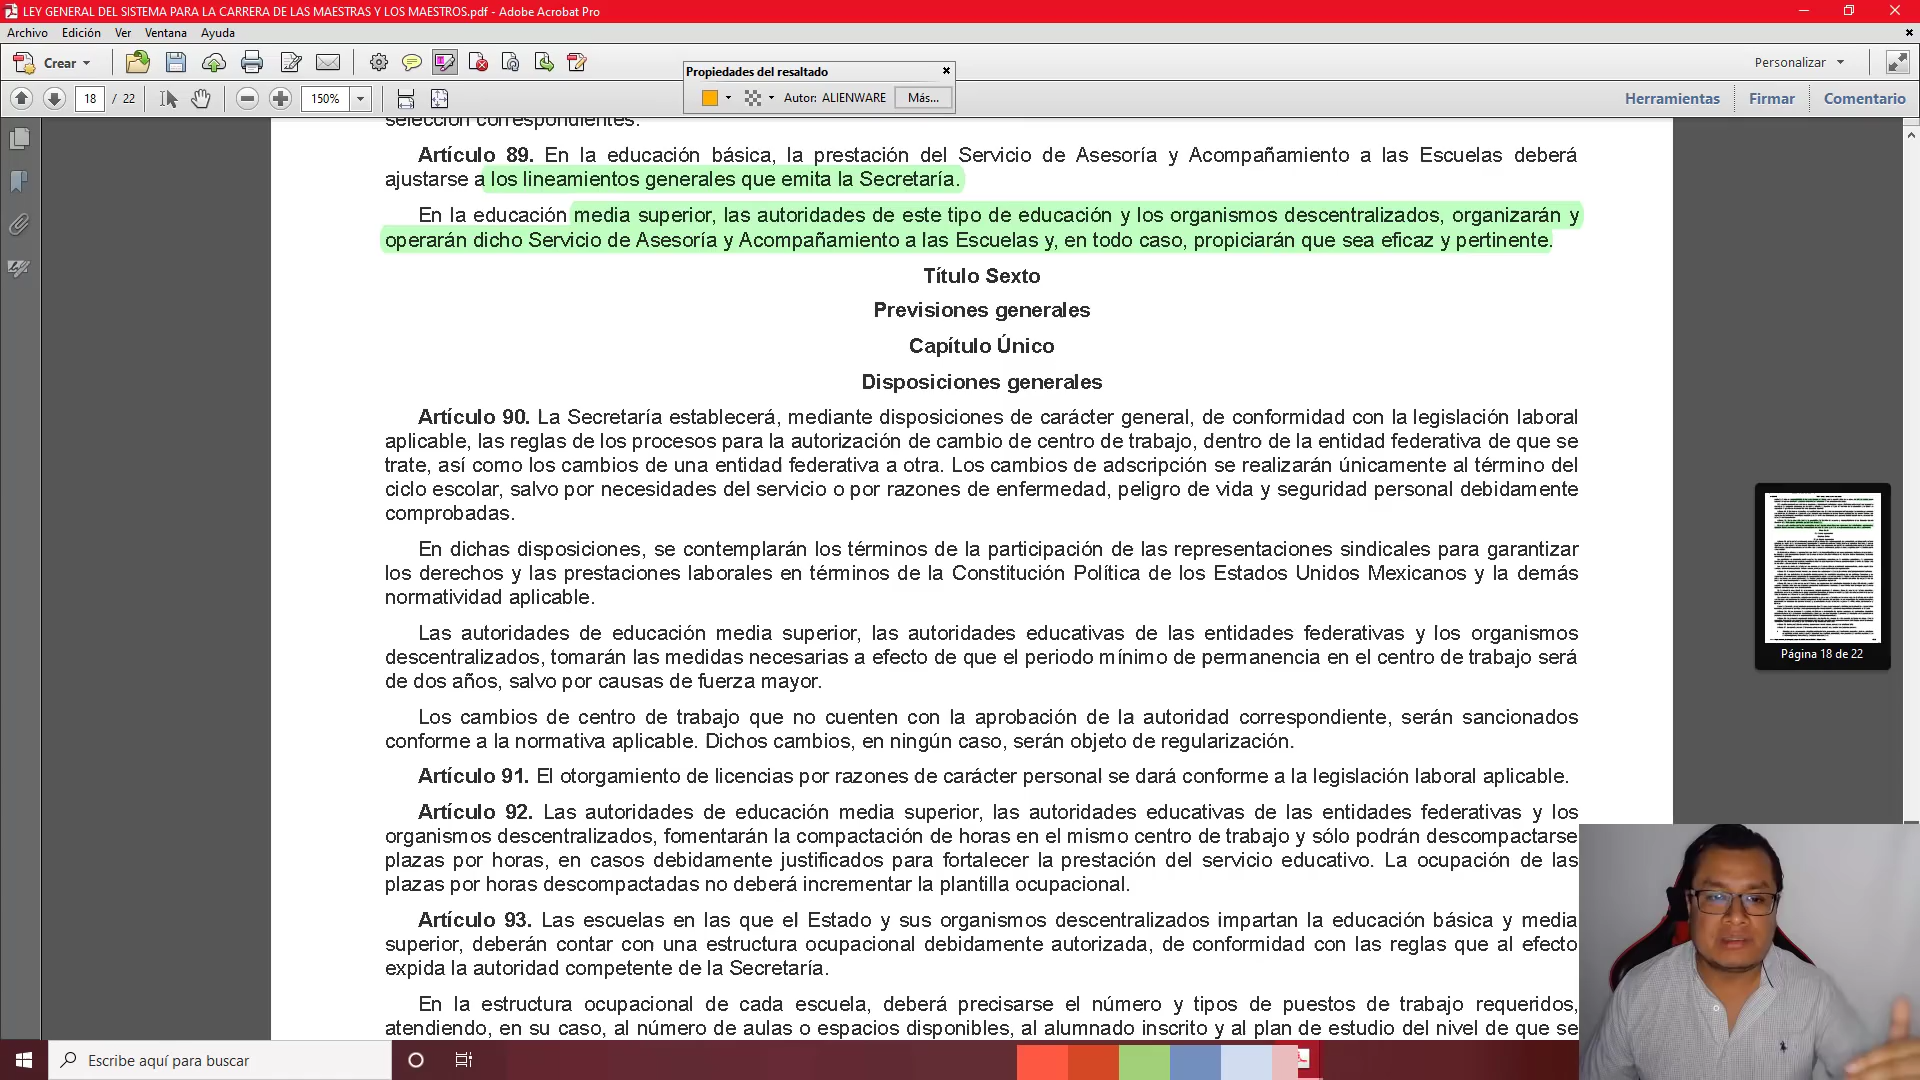 LEY GENERAL DEL SISTEMA PARA LA CARRERA DE LAS MAESTRAS Y LOS MAESTROS.pdf - Adobe Acrobat Pro
Archivo Edición Ver Ventana Ayuda
Crear
Personalizar
Propiedades del resaltado
Autor: ALIENWARE Más...
18 / 22
150%
Herramientas Firmar Comentario
selección correspondientes.
Artículo 89. En la educación básica, la prestación del Servicio de Asesoría y Acompañamiento a las Escuelas deberá
ajustarse a los lineamientos generales que emita la Secretaría.
En la educación media superior, las autoridades de este tipo de educación y los organismos descentralizados, organizarán y
operarán dicho Servicio de Asesoría y Acompañamiento a las Escuelas y, en todo caso, propiciarán que sea eficaz y pertinente.
Título Sexto
Previsiones generales
Capítulo Único
Disposiciones generales
Artículo 90. La Secretaría establecerá, mediante disposiciones de carácter general, de conformidad con la legislación laboral
aplicable, las reglas de los procesos para la autorización de cambio de centro de trabajo, dentro de la entidad federativa de que se
trate, así como los cambios de una entidad federativa a otra. Los cambios de adscripción se realizarán únicamente al término del
ciclo escolar, salvo por necesidades del servicio o por razones de enfermedad, peligro de vida y seguridad personal debidamente
comprobadas.
En dichas disposiciones, se contemplarán los términos de la participación de las representaciones sindicales para garantizar
los derechos y las prestaciones laborales en términos de la Constitución Política de los Estados Unidos Mexicanos y la demás
normatividad aplicable.
Las autoridades de educación media superior, las autoridades educativas de las entidades federativas y los organismos
descentralizados, tomarán las medidas necesarias a efecto de que el periodo mínimo de permanencia en el centro de trabajo será
de dos años, salvo por causas de fuerza mayor.
Los cambios de centro de trabajo que no cuenten con la aprobación de la autoridad correspondiente, serán sancionados
conforme a la normativa aplicable. Dichos cambios, en ningún caso, serán objeto de regularización.
Artículo 91. El otorgamiento de licencias por razones de carácter personal se dará conforme a la legislación laboral aplicable.
Artículo 92. Las autoridades de educación media superior, las autoridades educativas de las entidades federativas y los
organismos descentralizados, fomentarán la compactación de horas en el mismo centro de trabajo y sólo podrán descompactarse
plazas por horas, en casos debidamente justificados para fortalecer la prestación del servicio educativo. La ocupación de las
plazas por horas descompactadas no deberá incrementar la plantilla ocupacional.
Artículo 93. Las escuelas en las que el Estado y sus organismos descentralizados impartan la educación básica y media
superior, deberán contar con una estructura ocupacional debidamente autorizada, de conformidad con las reglas que al efecto
expida la autoridad competente de la Secretaría.
En la estructura ocupacional de cada escuela, deberá precisarse el número y tipos de puestos de trabajo requeridos,
atendiendo, en su caso, al número de aulas o espacios disponibles, al alumnado inscrito y al plan de estudio del nivel de que se
Página 18 de 22
Escribe aquí para buscar